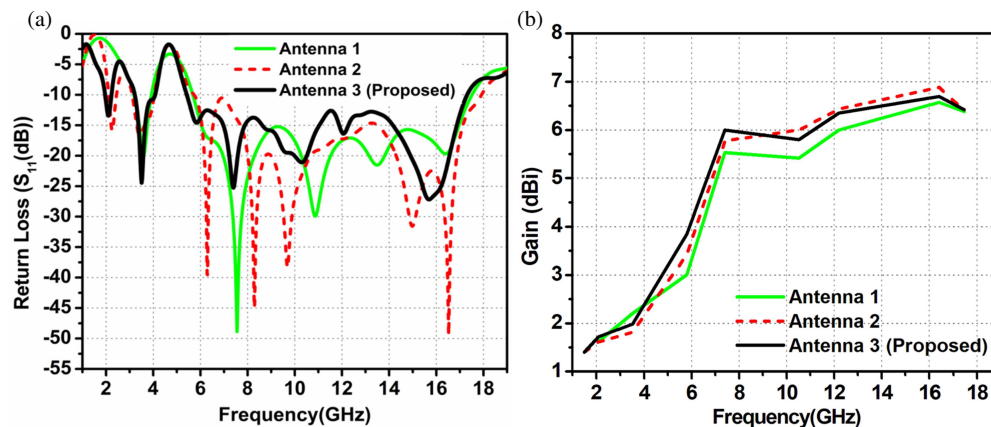 (a)
0
-5
-10
-15
-20
-25
-30
-35
-40
-45
-50
-55
Return Loss (S11(dB))
Antenna 1
Antenna 2
Antenna 3 (Proposed)
2 4 6 8 10 12 14 16 18
Frequency(GHz)
(b)
8
7
6
5
4
3
2
1
Gain (dBi)
Antenna 1
Antenna 2
Antenna 3 (Proposed)
2 4 6 8 10 12 14 16 18
Frequency(GHz)